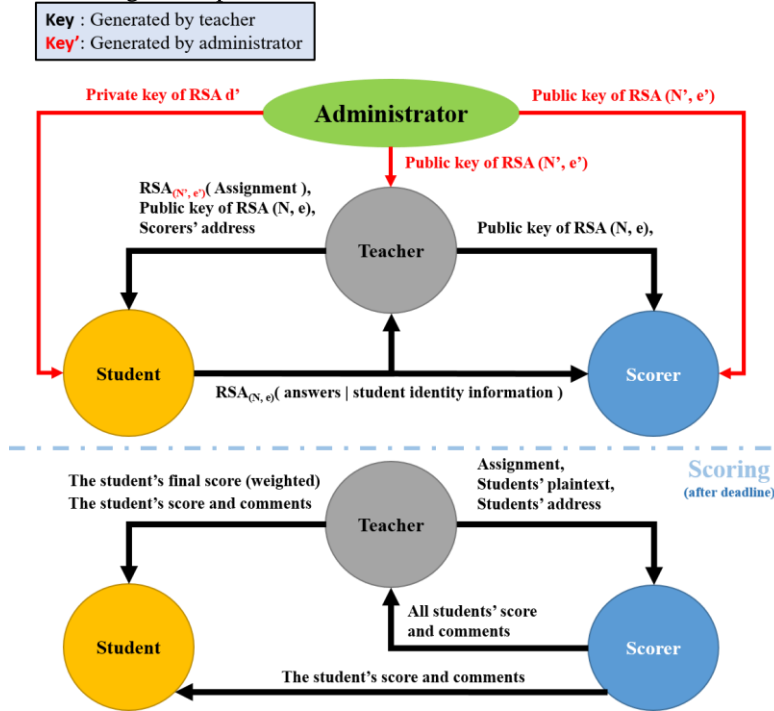 Key : Generated by teacher
Key’: Generated by administrator
Private key of RSA d’
Public key of RSA (N’, e’)
Administrator
Public key of RSA (N’, e’)
RSA(N’, e’)( Assignment ),
Public key of RSA (N, e),
Scorers’ address
Public key of RSA (N, e),
Teacher
Student
Scorer
RSA(N, e)( answers | student identity information )
Scoring
(after deadline)
The student’s final score (weighted)
The student’s score and comments
Assignment,
Students’ plaintext,
Students’ address
Teacher
All students’ score
and comments
Student
Scorer
The student’s score and comments